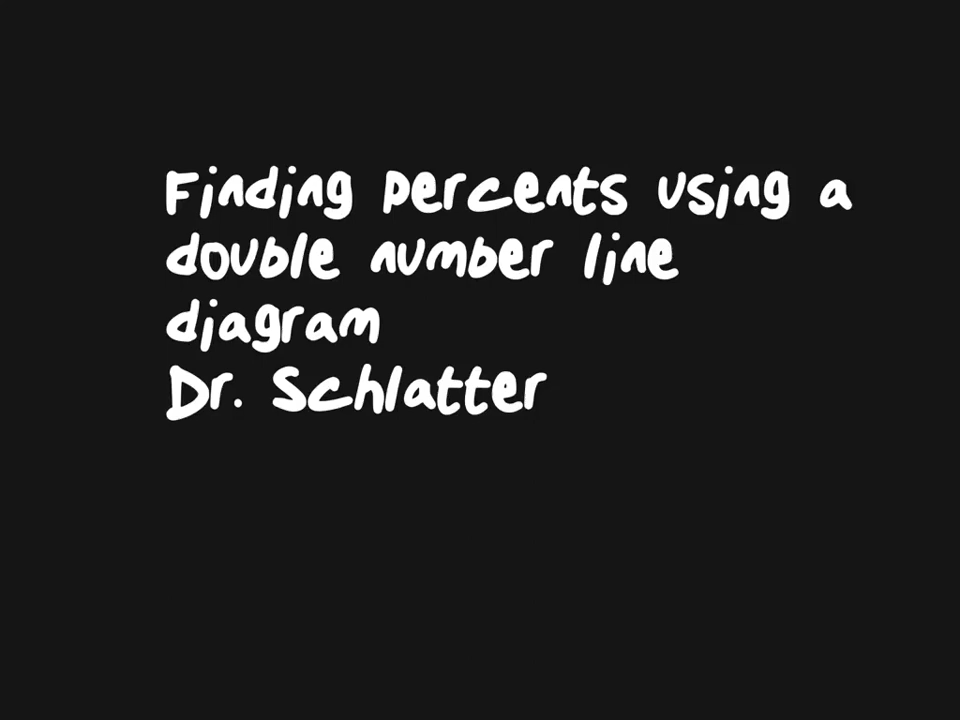 Finding percents using a
double number line
diagram
Dr. Schlatter